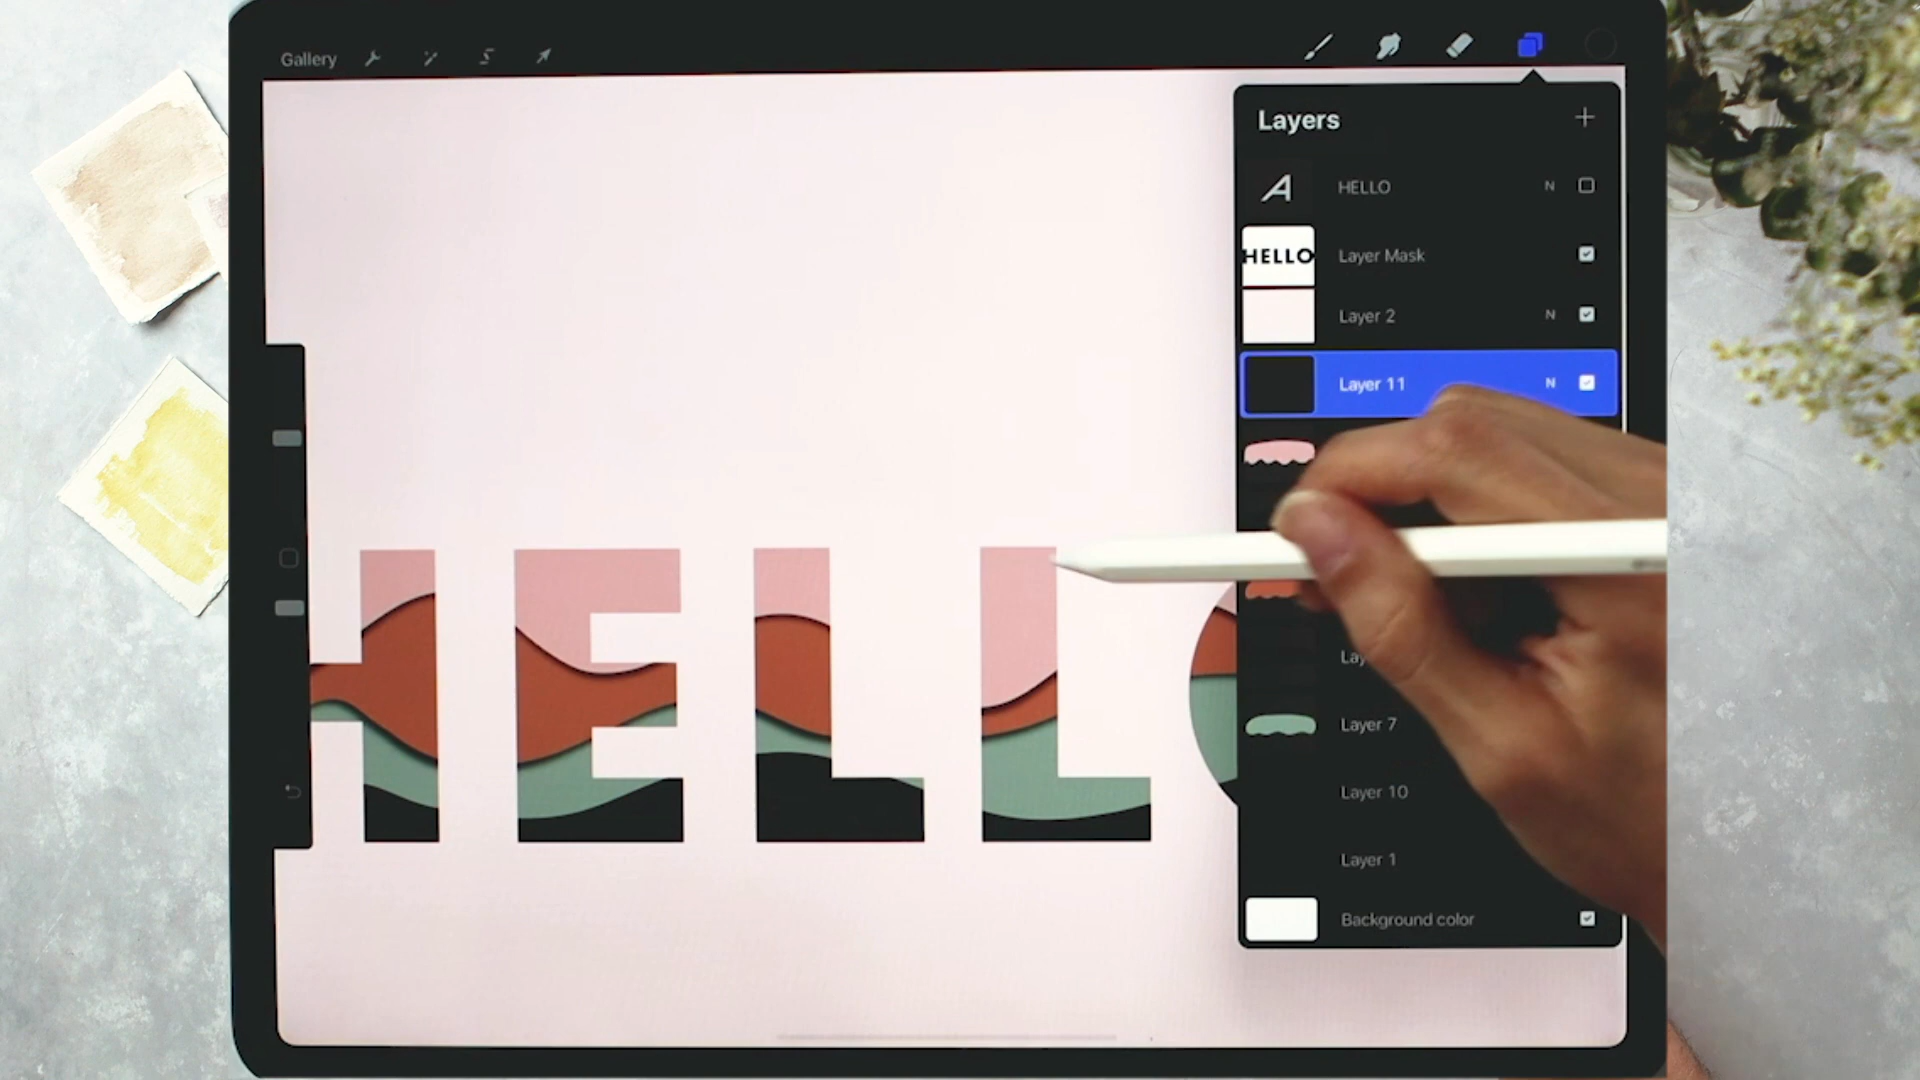 Gallery
Layers
A
HELLO
N
HELLO
Layer Mask
Layer 2
N
Layer 11
N
HELLO
Layer 7
Layer 10
Layer 1
Background color